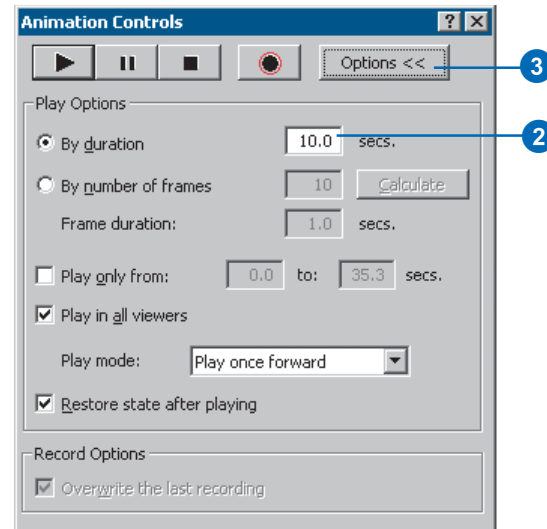 Animation Controls
Options <<
3
Play Options
By duration 10.0 secs.
2
By number of frames 10 Calculate
Frame duration: 1.0 secs.
Play only from: 0.0 to: 35.3 secs.
Play in all viewers
Play mode: Play once forward
Restore state after playing
Record Options
Overwrite the last recording